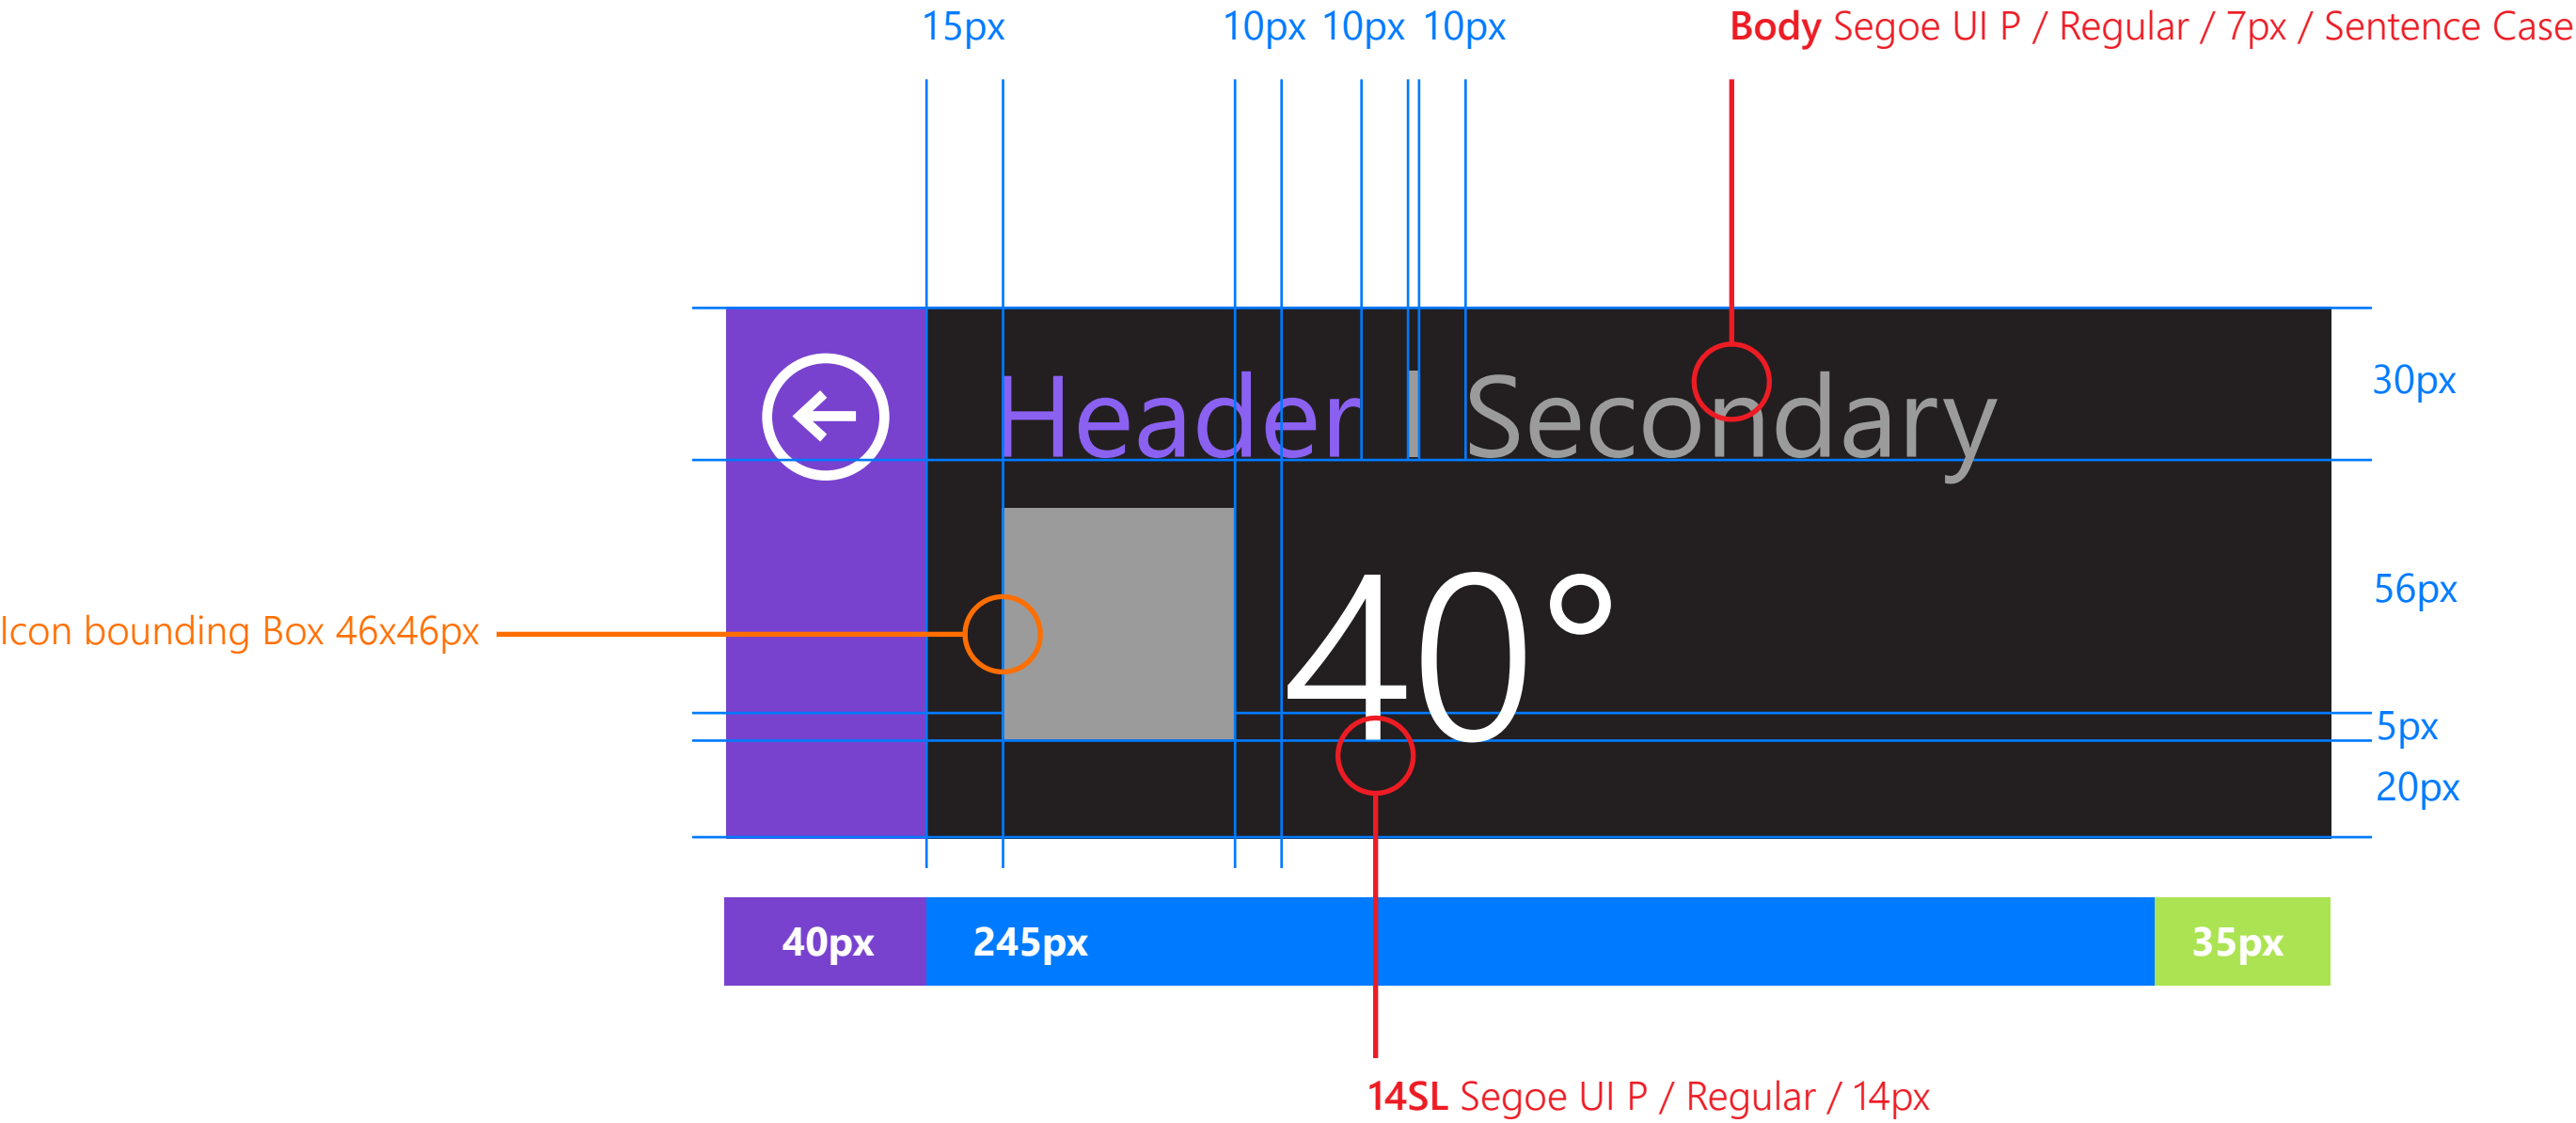 15px
10px
10px
10px
Body Segoe UI P / Regular / 7px / Sentence Case
30px
Header | Secondary
56px
40°
Icon bounding Box 46x46px
5px
20px
40px
245px
35px
14SL Segoe UI P / Regular / 14px